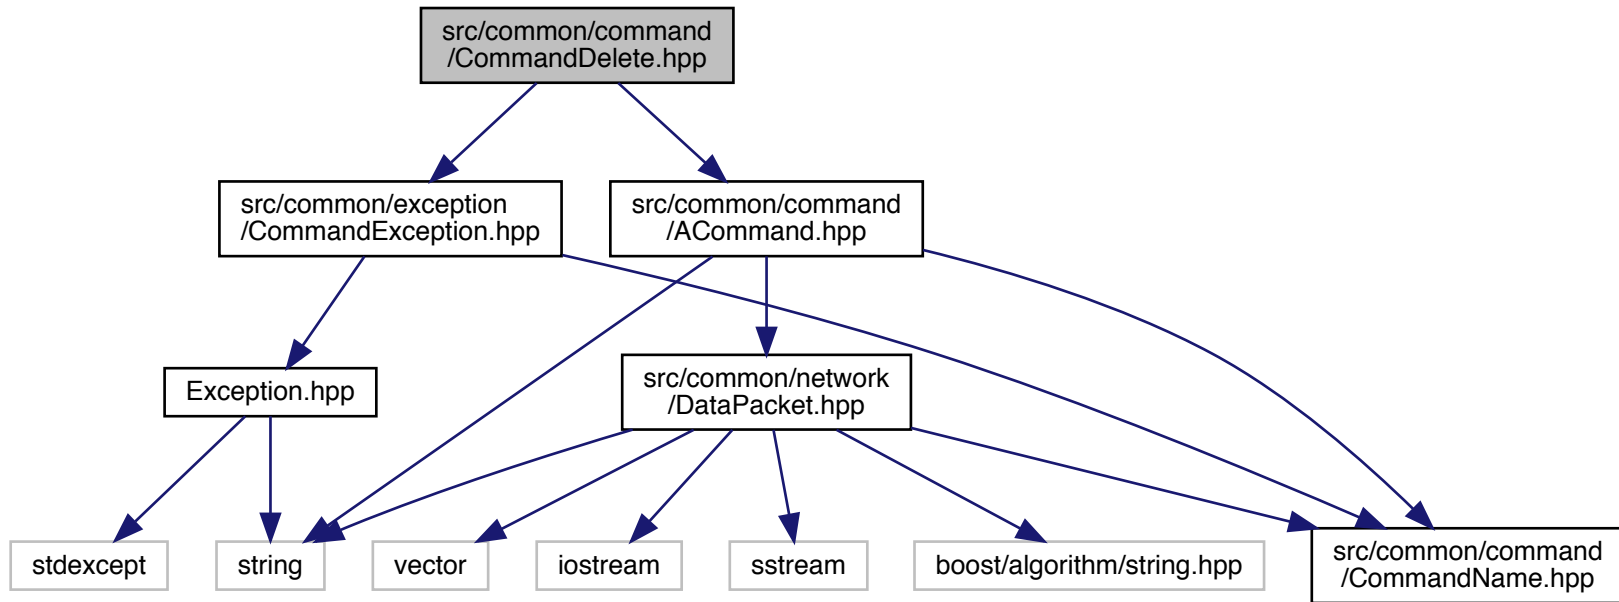 src/common/command
/CommandDelete.hpp
src/common/exception
/CommandException.hpp
src/common/command
/ACommand.hpp
Exception.hpp
src/common/network
/DataPacket.hpp
stdexcept
string
vector
iostream
sstream
boost/algorithm/string.hpp
src/common/command
/CommandName.hpp